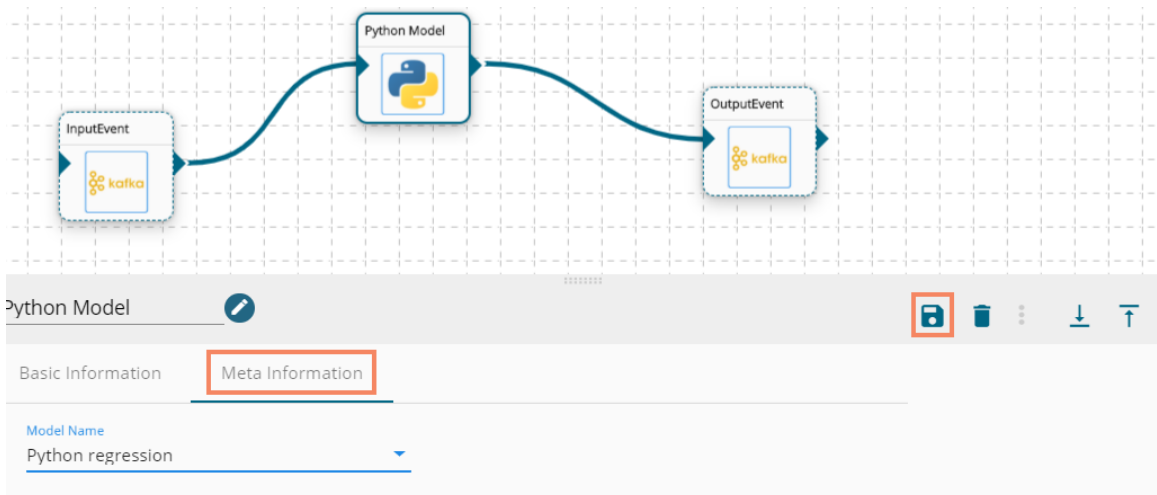 Python Model
InputEvent
kafka
OutputEvent
kafka
Python Model
Basic Information
Meta Information
Model Name
Python regression